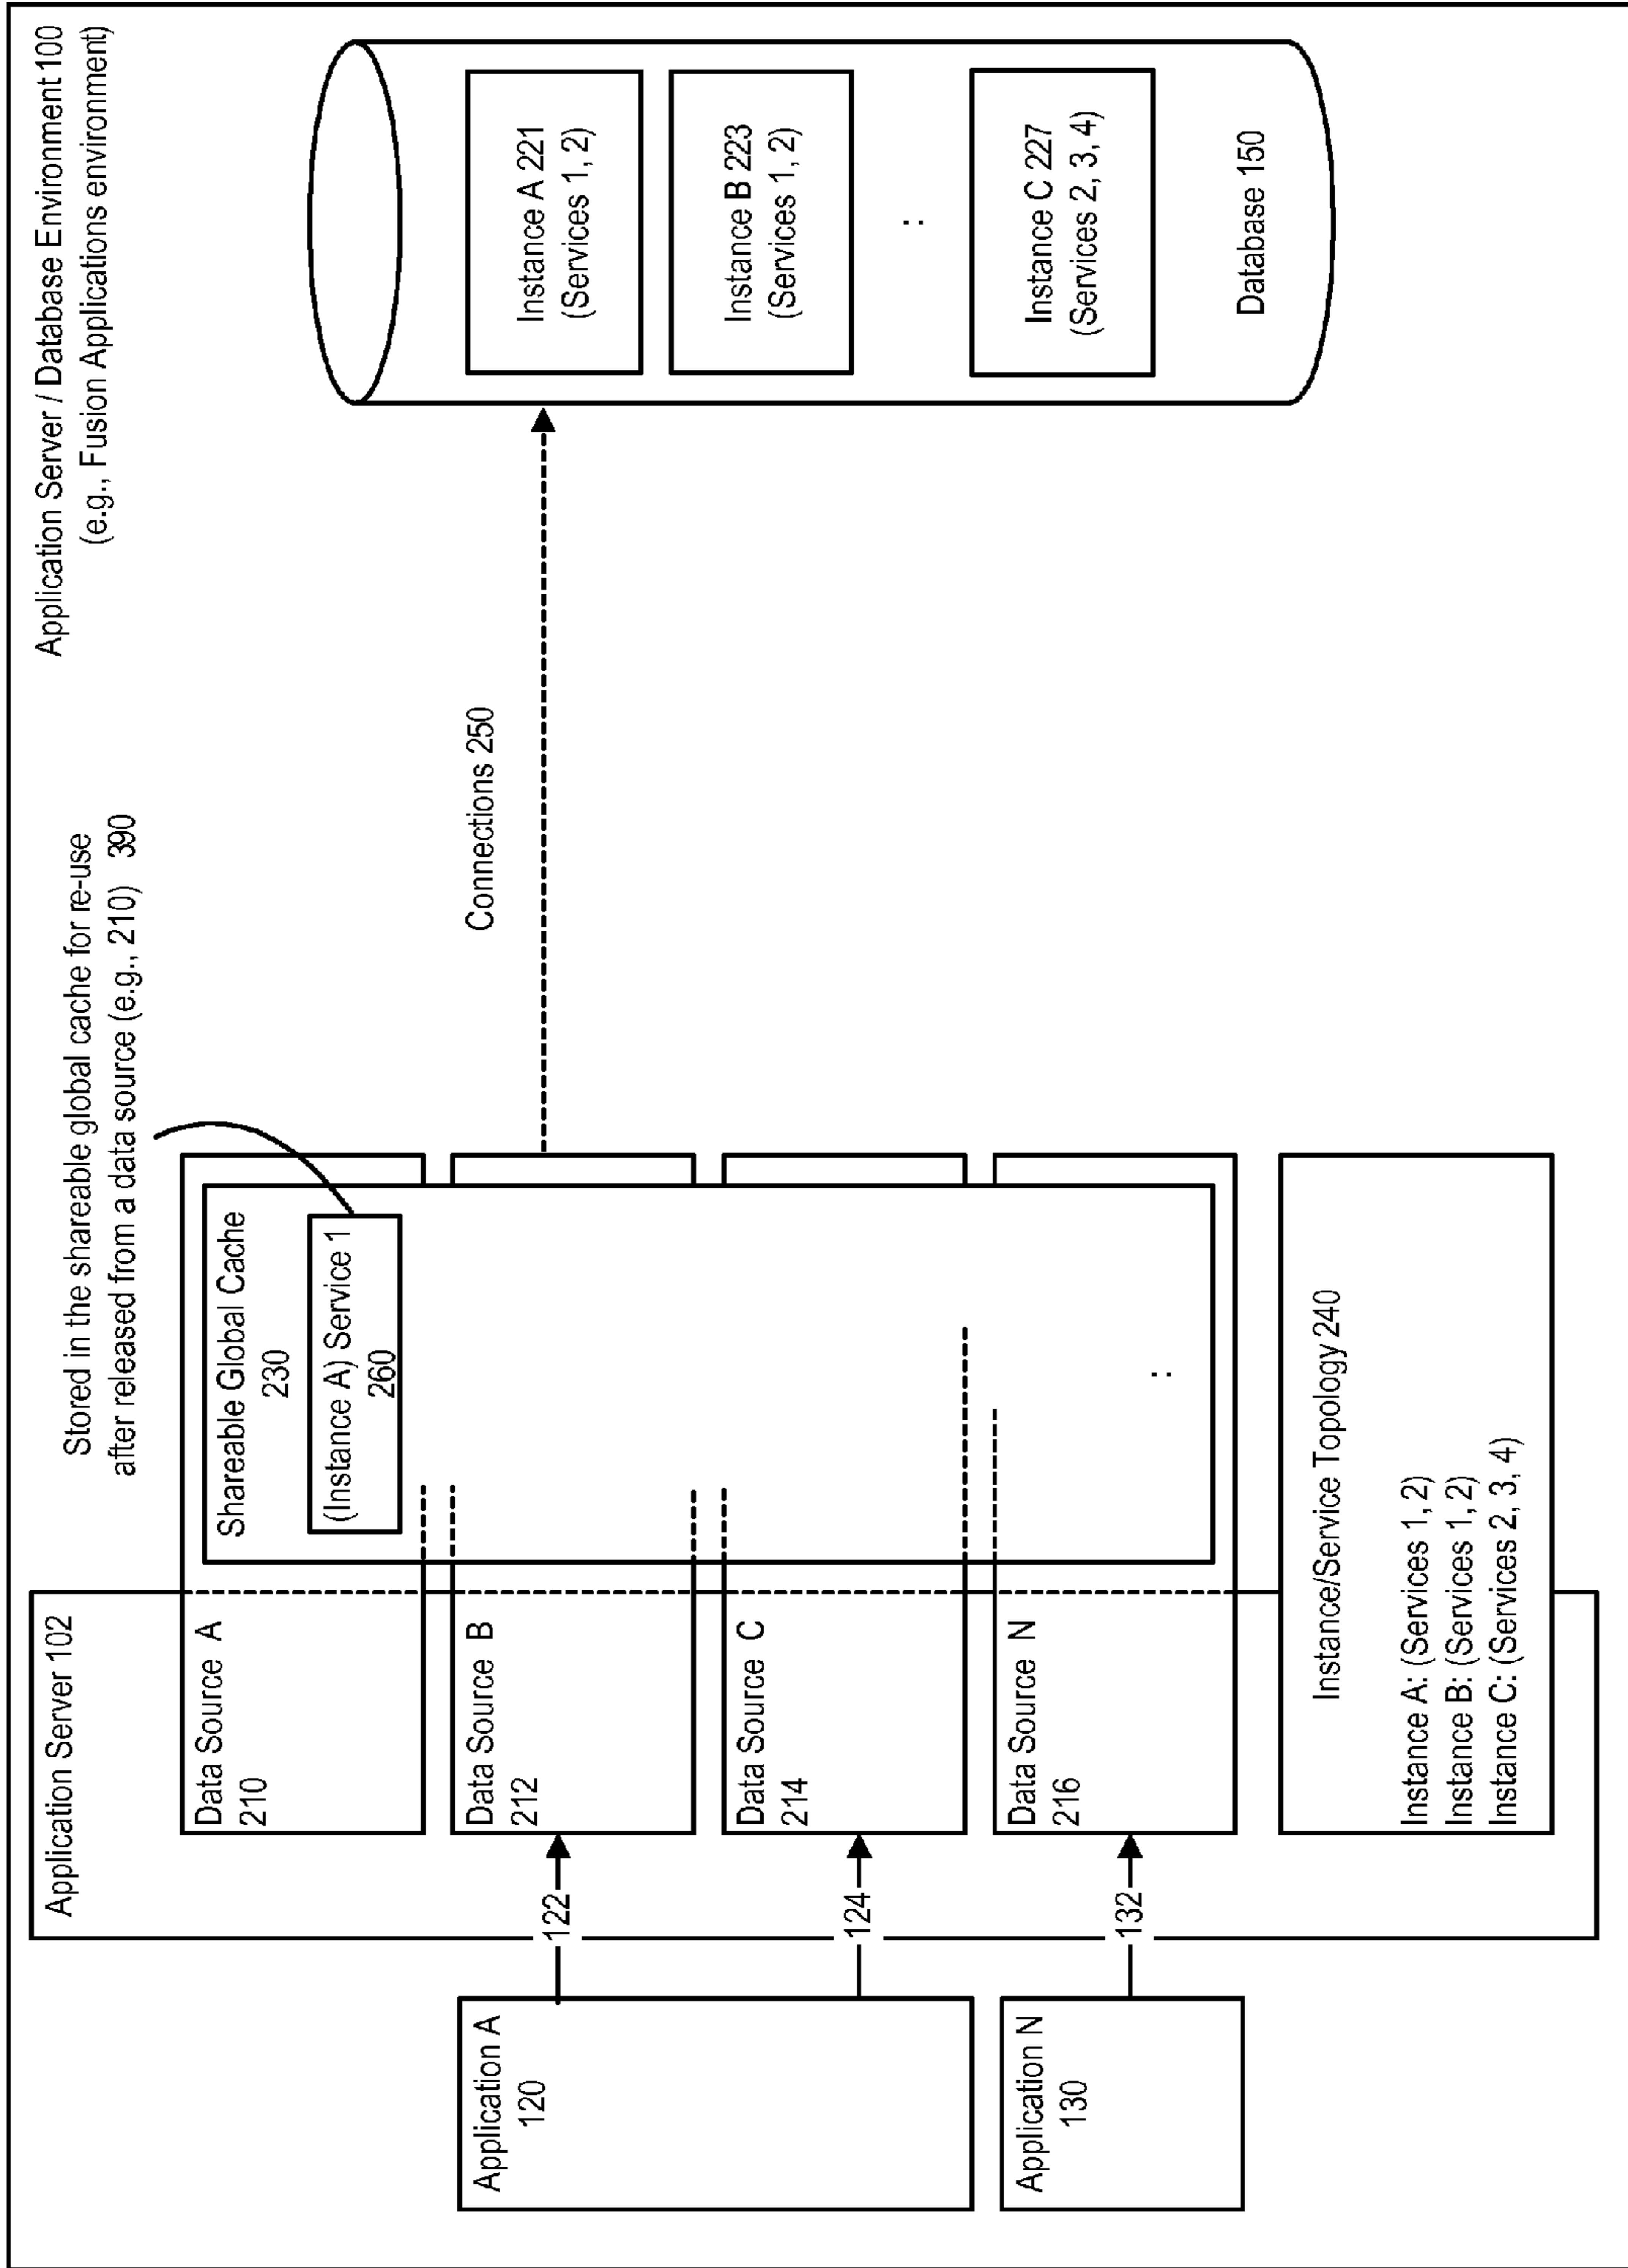 Application Server / Database Environment 100
(e.g., Fusion Applications environment)
Stored in the shareable global cache for re-use
after released from a data source (e.g., 210) 390
Application Server 102
Data Source A
210
Shareable Global Cache
230
(Instance A) Service 1
260
Connections 250
Instance A 221
(Services 1, 2)
Application A
120
122
Data Source B
212
Instance B 223
(Services 1, 2)
:
124
Data Source C
214
Instance C 227
(Services 2, 3, 4)
Application N
130
132
Data Source N
216
:
Database 150
Instance/Service Topology 240
Instance A: (Services 1, 2)
Instance B: (Services 1, 2)
Instance C: (Services 2, 3, 4)